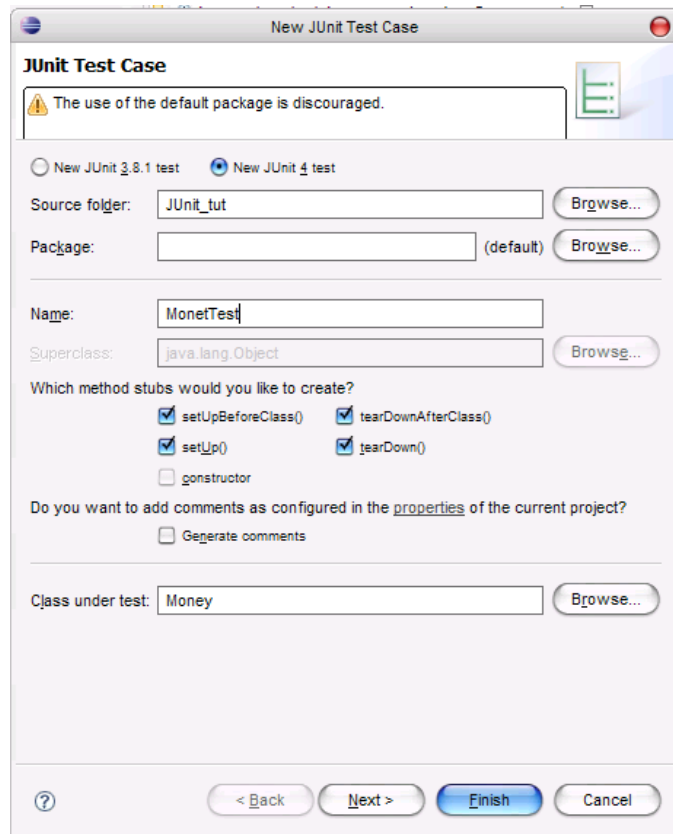 New JUnit Test Case
JUnit Test Case
The use of the default package is discouraged.
New JUnit 3.8.1 test New JUnit 4 test
Source folder: JUnit_tut Browse...
Package: (default) Browse...
Name: MonetTest
Superclass: java.lang.Object Browse...
Which method stubs would you like to create?
setUpBeforeClass() tearDownAfterClass()
setUp() tearDown()
constructor
Do you want to add comments as configured in the properties of the current project?
Generate comments
Class under test: Money Browse...
? < Back Next > Finish Cancel